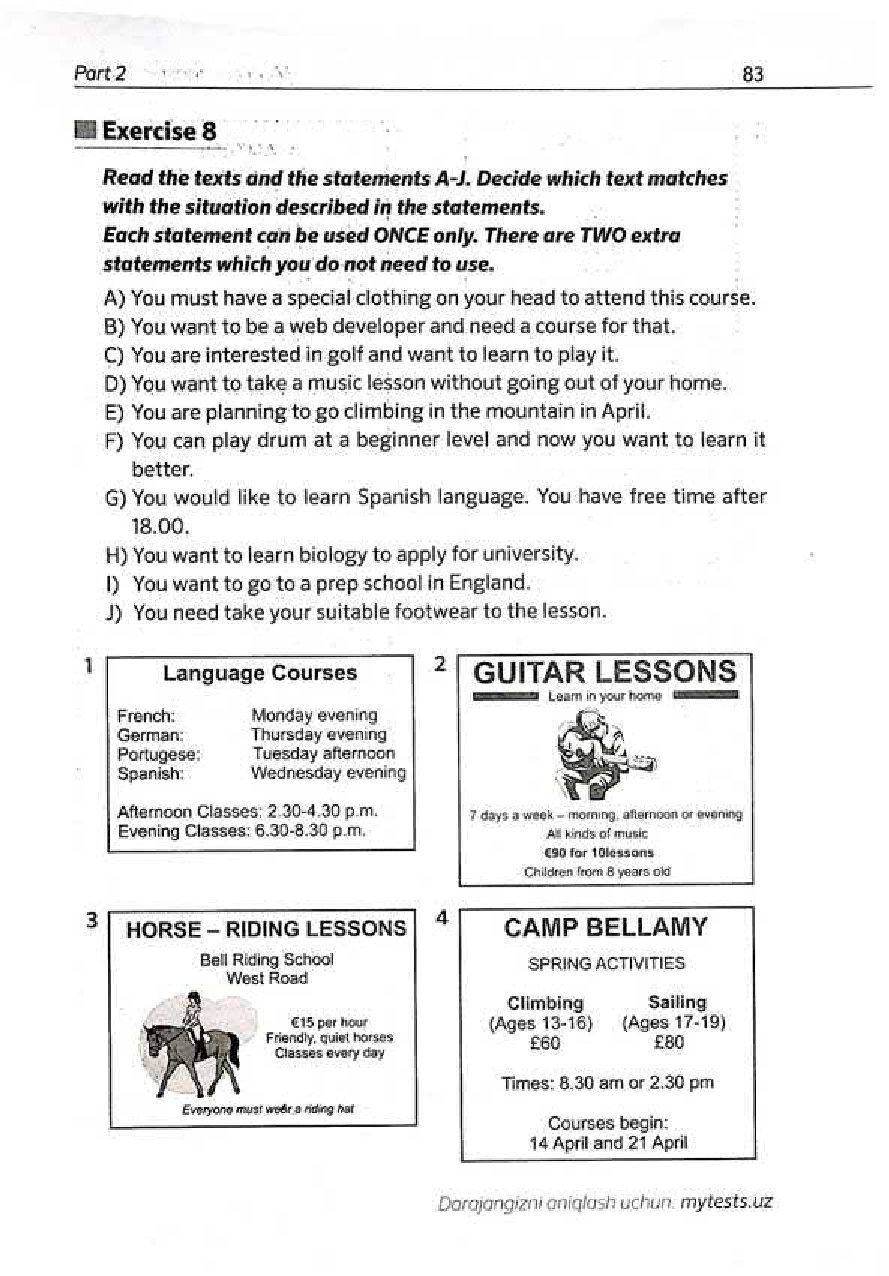 Part 2
83
Exercise 8
Read the texts and the statements A-J. Decide which text matches
with the situation described in the statements.
Each statement can be used ONCE only. There are TWO extra
statements which you do not need to use.
A) You must have a special clothing on your head to attend this course.
B) You want to be a web developer and need a course for that.
C) You are interested in golf and want to learn to play it.
D) You want to take a music lesson without going out of your home.
E) You are planning to go climbing in the mountain in April.
F) You can play drum at a beginner level and now you want to learn it
better.
G) You would like to learn Spanish language. You have free time after
18.00.
H) You want to learn biology to apply for university.
I) You want to go to a prep school in England.
J) You need take your suitable footwear to the lesson.
1
Language Courses
French: Monday evening
German: Thursday evening
Portugese: Tuesday afternoon
Spanish: Wednesday evening
Afternoon Classes: 2.30-4.30 p.m.
Evening Classes: 6.30-8.30 p.m.
2
GUITAR LESSONS
Learn in your home
7 days a week – morning, afternoon or evening
All kinds of music
€90 for 10lessons
Children from 8 years old
3
HORSE – RIDING LESSONS
Bell Riding School
West Road
€15 per hour
Friendly, quiet horses
Classes every day
Everyone must wear a riding hat
4
CAMP BELLAMY
SPRING ACTIVITIES
Climbing Sailing
(Ages 13-16) (Ages 17-19)
£60 £80
Times: 8.30 am or 2.30 pm
Courses begin:
14 April and 21 April
Darajangizni aniqlash uchun: mytests.uz